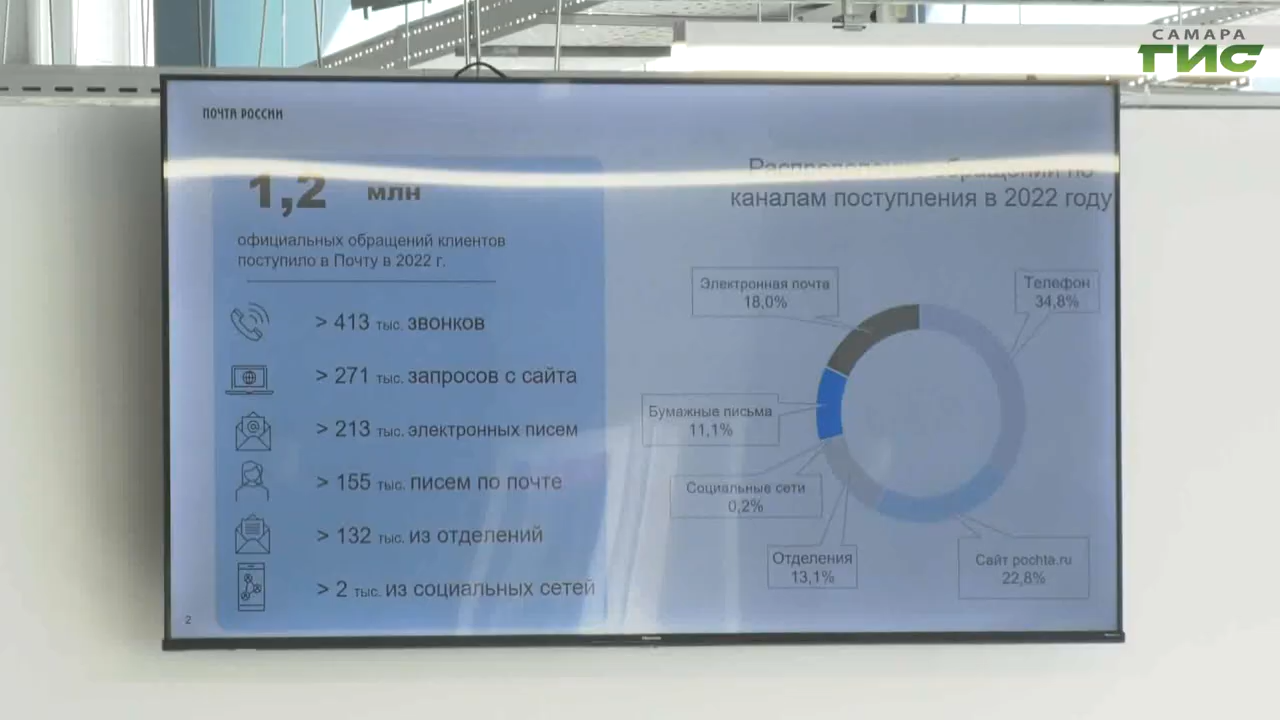 САМАРА
ГИС
ПОЧТА РОССИИ
1,2 млн
официальных обращений клиентов
поступило в Почту в 2022 г.
> 413 тыс. звонков
> 271 тыс. запросов с сайта
> 213 тыс. электронных писем
> 155 тыс. писем по почте
> 132 тыс. из отделений
> 2 тыс. из социальных сетей
2
Распределение обращений по
каналам поступления в 2022 году
Электронная почта
18,0%
Телефон
34,8%
Бумажные письма
11,1%
Социальные сети
0,2%
Отделения
13,1%
Сайт pochta.ru
22,8%